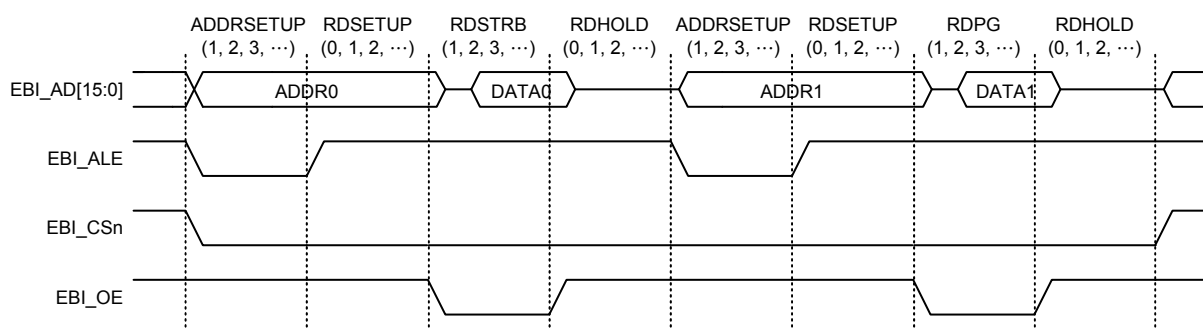 ADDRSETUP RDSETUP RDSTRB RDHOLD ADDRSETUP RDSETUP RDPG RDHOLD
(1, 2, 3, ⋯) (0, 1, 2, ⋯) (1, 2, 3, ⋯) (0, 1, 2, ⋯) (1, 2, 3, ⋯) (0, 1, 2, ⋯) (1, 2, 3, ⋯) (0, 1, 2, ⋯)
EBI_AD[15:0] ADDR0 DATA0 ADDR1 DATA1
EBI_ALE
EBI_CSn
EBI_OE